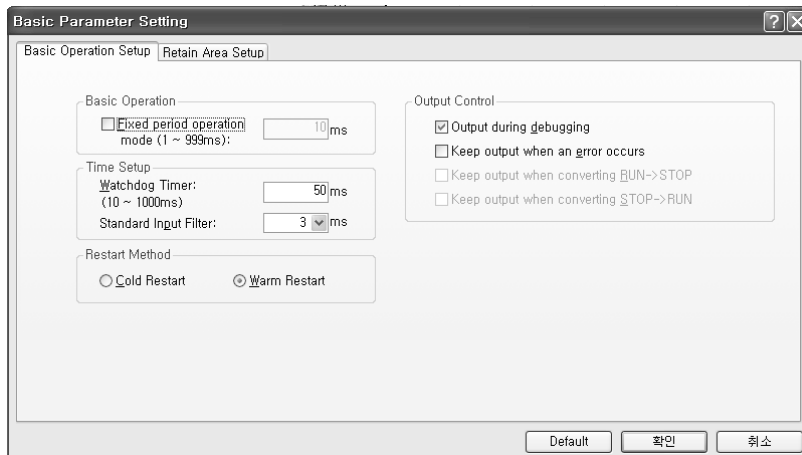 Basic Parameter Setting
Basic Operation Setup
Retain Area Setup
Basic Operation
Fixed period operation
mode (1 ~ 999ms):
10 ms
Time Setup
Watchdog Timer:
(10 ~ 1000ms)
50 ms
Standard Input Filter:
3 ms
Restart Method
Cold Restart
Warm Restart
Output Control
Output during debugging
Keep output when an error occurs
Keep output when converting RUN->STOP
Keep output when converting STOP->RUN
Default
확인
취소